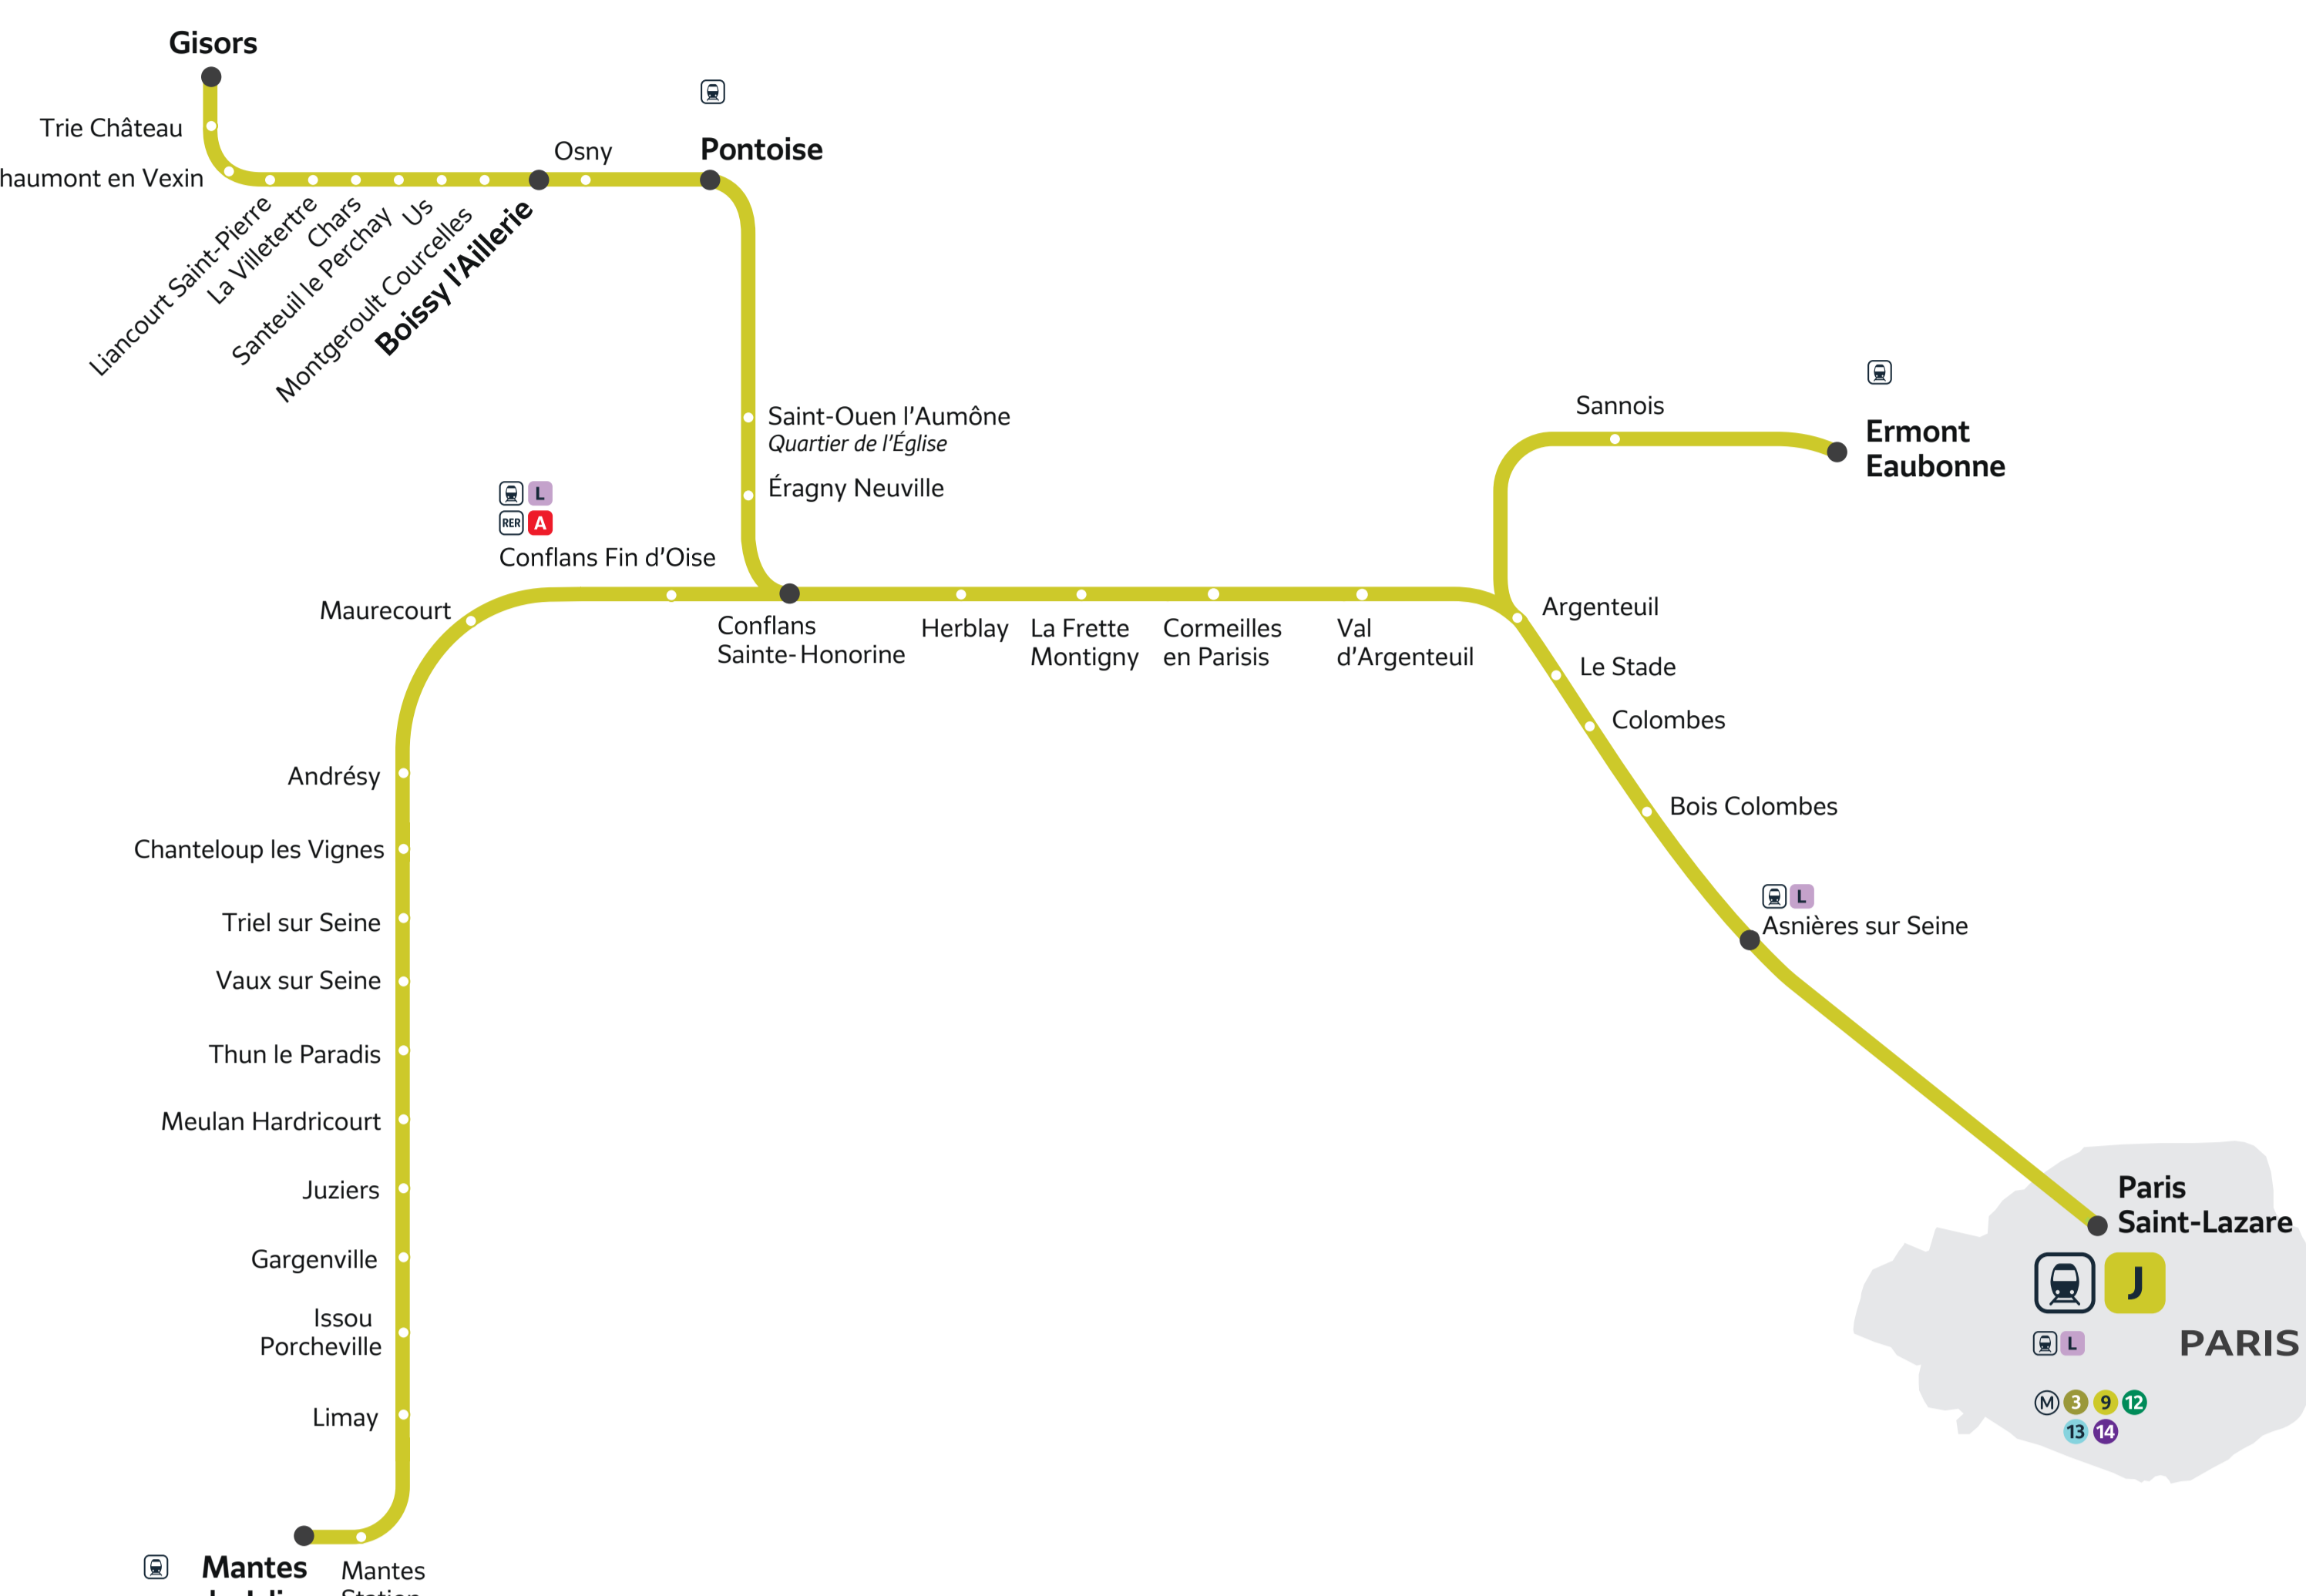 Gisors
Trie Château
haumont en Vexin
Liancourt Saint-Pierre
La Villetertre
Chars
Santeuil le Perchay
Us
Montgeroult Courcelles
Boissy l'Aillerie
Osny
Pontoise
Saint-Ouen l'Aumône
Quartier de l'Église
Éragny Neuville
L
RER A
Conflans Fin d'Oise
Maurecourt
Conflans
Sainte-Honorine
Herblay
La Frette
Montigny
Cormeilles
en Parisis
Val
d'Argenteuil
Sannois
Ermont
Eaubonne
Argenteuil
Le Stade
Colombes
Bois Colombes
L
Asnières sur Seine
Andrésy
Chanteloup les Vignes
Triel sur Seine
Vaux sur Seine
Thun le Paradis
Meulan Hardricourt
Juziers
Gargenville
Issou
Porcheville
Limay
Mantes
Mantes
Station
Paris
Saint-Lazare
J
L
PARIS
M 3 9 12
13 14